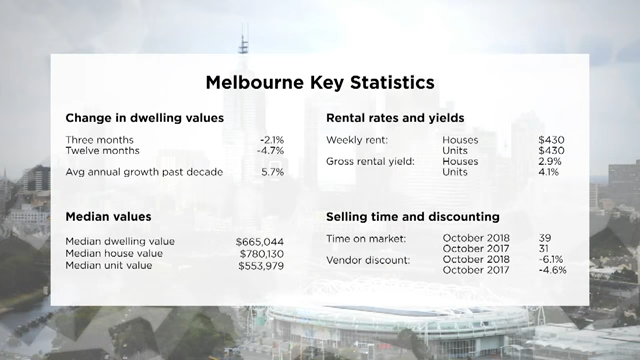 Melbourne Key Statistics
Change in dwelling values
Three months -2.1%
Twelve months -4.7%
Avg annual growth past decade 5.7%
Rental rates and yields
Weekly rent: Houses $430
Units $430
Gross rental yield: Houses 2.9%
Units 4.1%
Median values
Median dwelling value $665,044
Median house value $780,130
Median unit value $553,979
Selling time and discounting
Time on market: October 2018 39
October 2017 31
Vendor discount: October 2018 -6.1%
October 2017 -4.6%